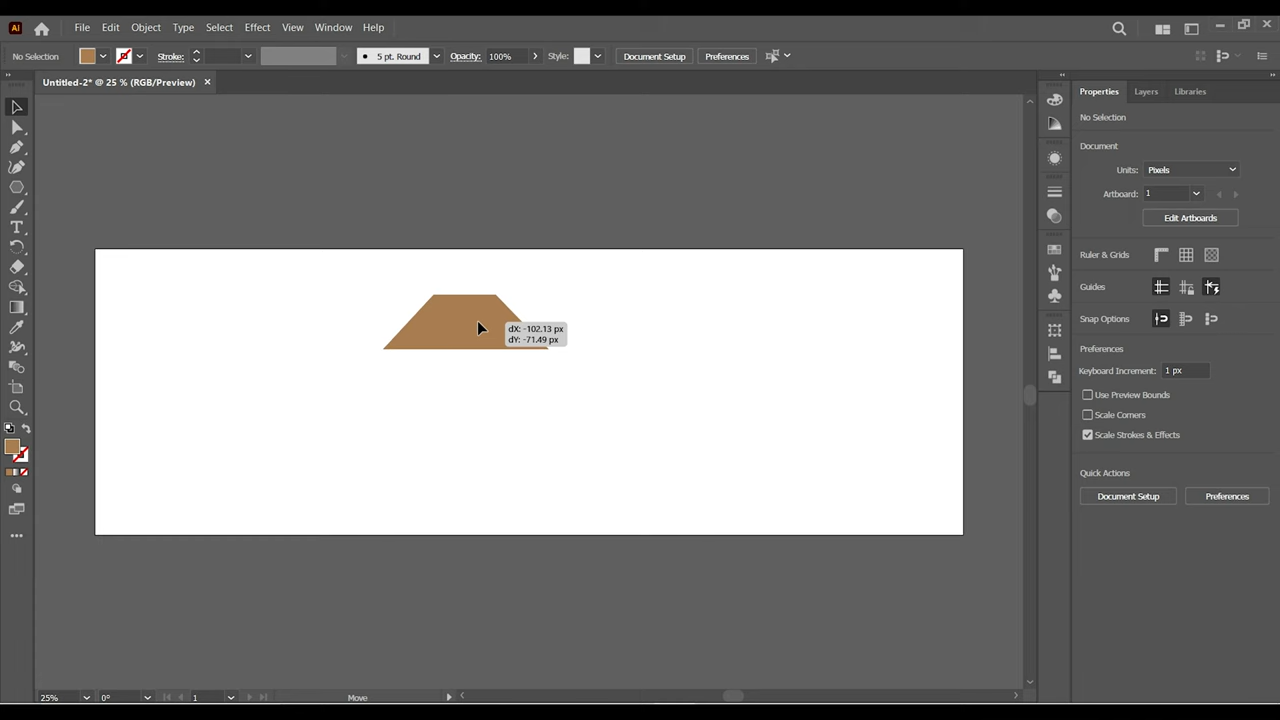 Ai File Edit Object Type Select Effect View Window Help
No Selection Stroke: 5 pt. Round Opacity: 100% Style: Document Setup Preferences
Untitled-2* @ 25 % (RGB/Preview) ×
Properties Layers Libraries
No Selection
Document
Units: Pixels
Artboard: 1
Edit Artboards
Ruler & Grids
Guides
Snap Options
dX: -102.13 px
dY: -71.49 px
Preferences
Keyboard Increment: 1 px
Use Preview Bounds
Scale Corners
Scale Strokes & Effects
Quick Actions
Document Setup Preferences
25% 0° 1 Move